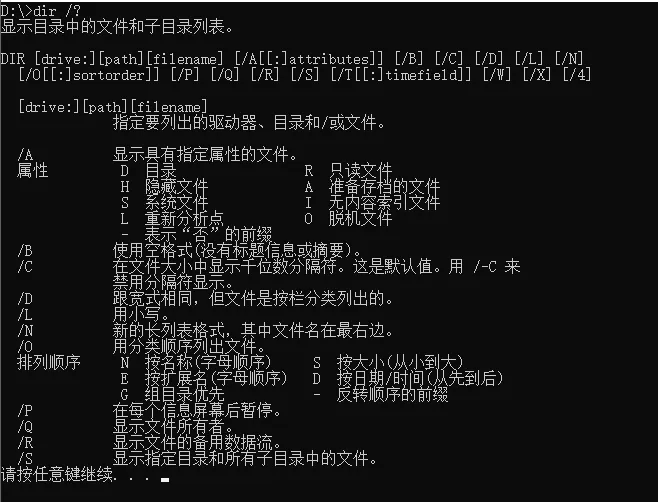 D:\>dir /?
显示目录中的文件和子目录列表。
DIR [drive:][path][filename] [/A[[:]attributes]] [/B] [/C] [/D] [/L] [/N]
[/O[[:]sortorder]] [/P] [/Q] [/R] [/S] [/T[[:]timefield]] [/W] [/X] [/4]
[drive:][path][filename]
指定要列出的驱动器、目录和/或文件。
/A 显示具有指定属性的文件。
属性 D 目录 R 只读文件
H 隐藏文件 A 准备存档的文件
S 系统文件 I 无内容索引文件
L 重新分析点 O 脱机文件
- 表示“否”的前缀
/B 使用空格式(没有标题信息或摘要)。
/C 在文件大小中显示千位数分隔符。这是默认值。用 /-C 来
禁用分隔符显示。
/D 跟宽式相同，但文件是按栏分类列出的。
/L 用小写。
/N 新的长列表格式，其中文件名在最右边。
/O 用分类顺序列出文件。
排列顺序 N 按名称(字母顺序) S 按大小(从小到大)
E 按扩展名(字母顺序) D 按日期/时间(从先到后)
G 组目录优先 - 反转顺序的前缀
/P 在每个信息屏幕后暂停。
/Q 显示文件所有者。
/R 显示文件的备用数据流。
/S 显示指定目录和所有子目录中的文件。
请按任意键继续. . .